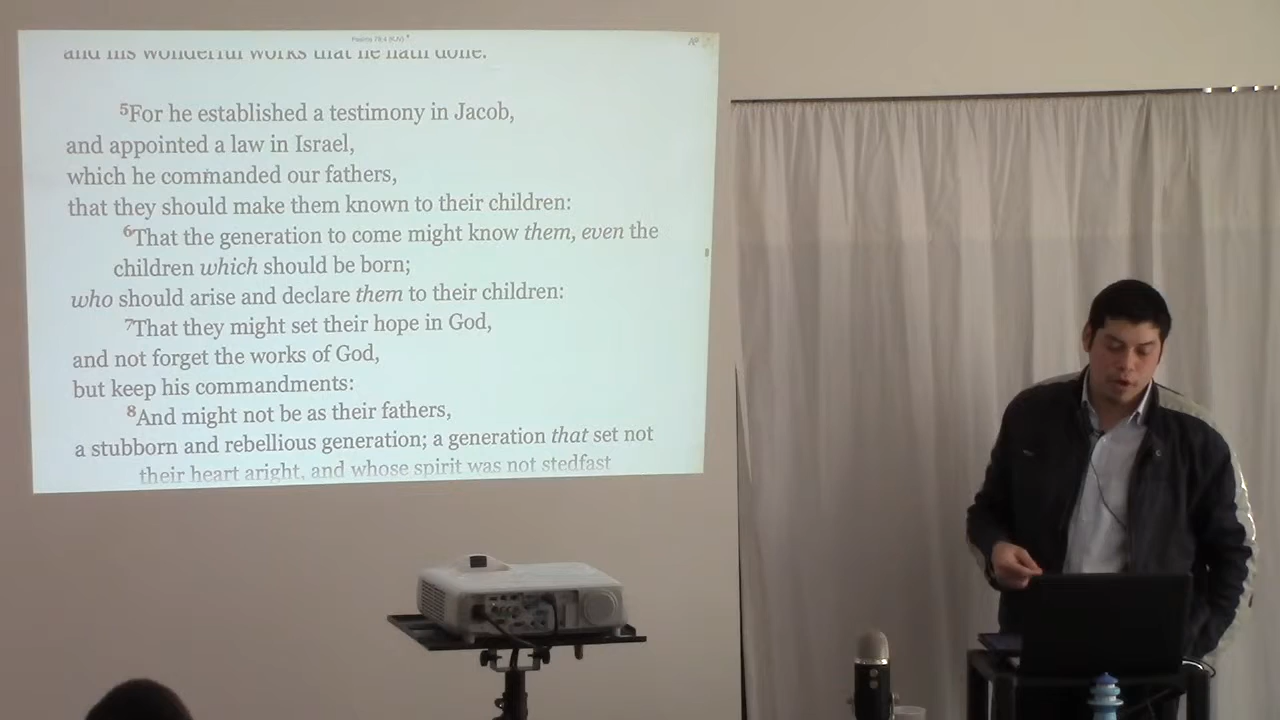 Psalms 78:4 (KJV)
and his wonderful works that he hath done.
5For he established a testimony in Jacob,
and appointed a law in Israel,
which he commanded our fathers,
that they should make them known to their children:
6That the generation to come might know them, even the
children which should be born;
who should arise and declare them to their children:
7That they might set their hope in God,
and not forget the works of God,
but keep his commandments:
8And might not be as their fathers,
a stubborn and rebellious generation; a generation that set not
their heart aright, and whose spirit was not stedfast